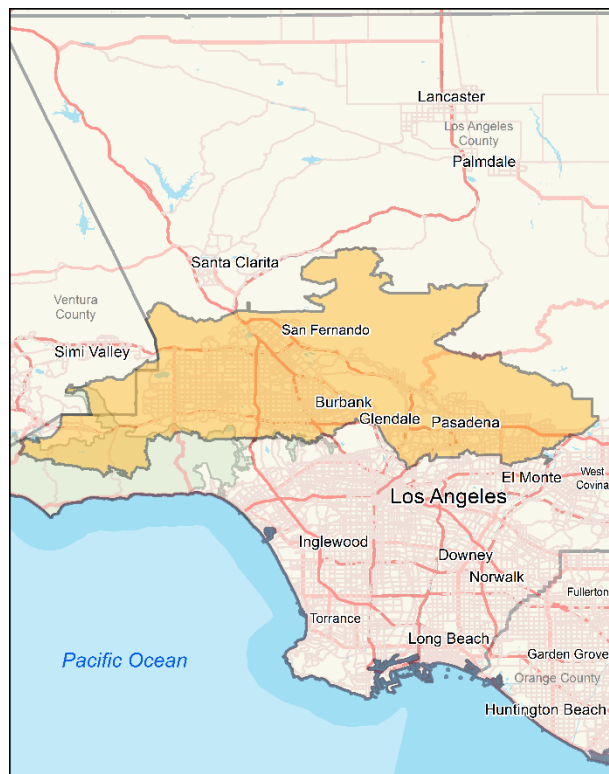 Lancaster
Los Angeles
County
Palmdale
Santa Clarita
Ventura
County
San Fernando
Simi Valley
Burbank
Glendale
Pasadena
El Monte
West
Covina
Los Angeles
Inglewood
Downey
Norwalk
Fullerton
Torrance
Long Beach
Garden Grove
Pacific Ocean
Orange County
Huntington Beach